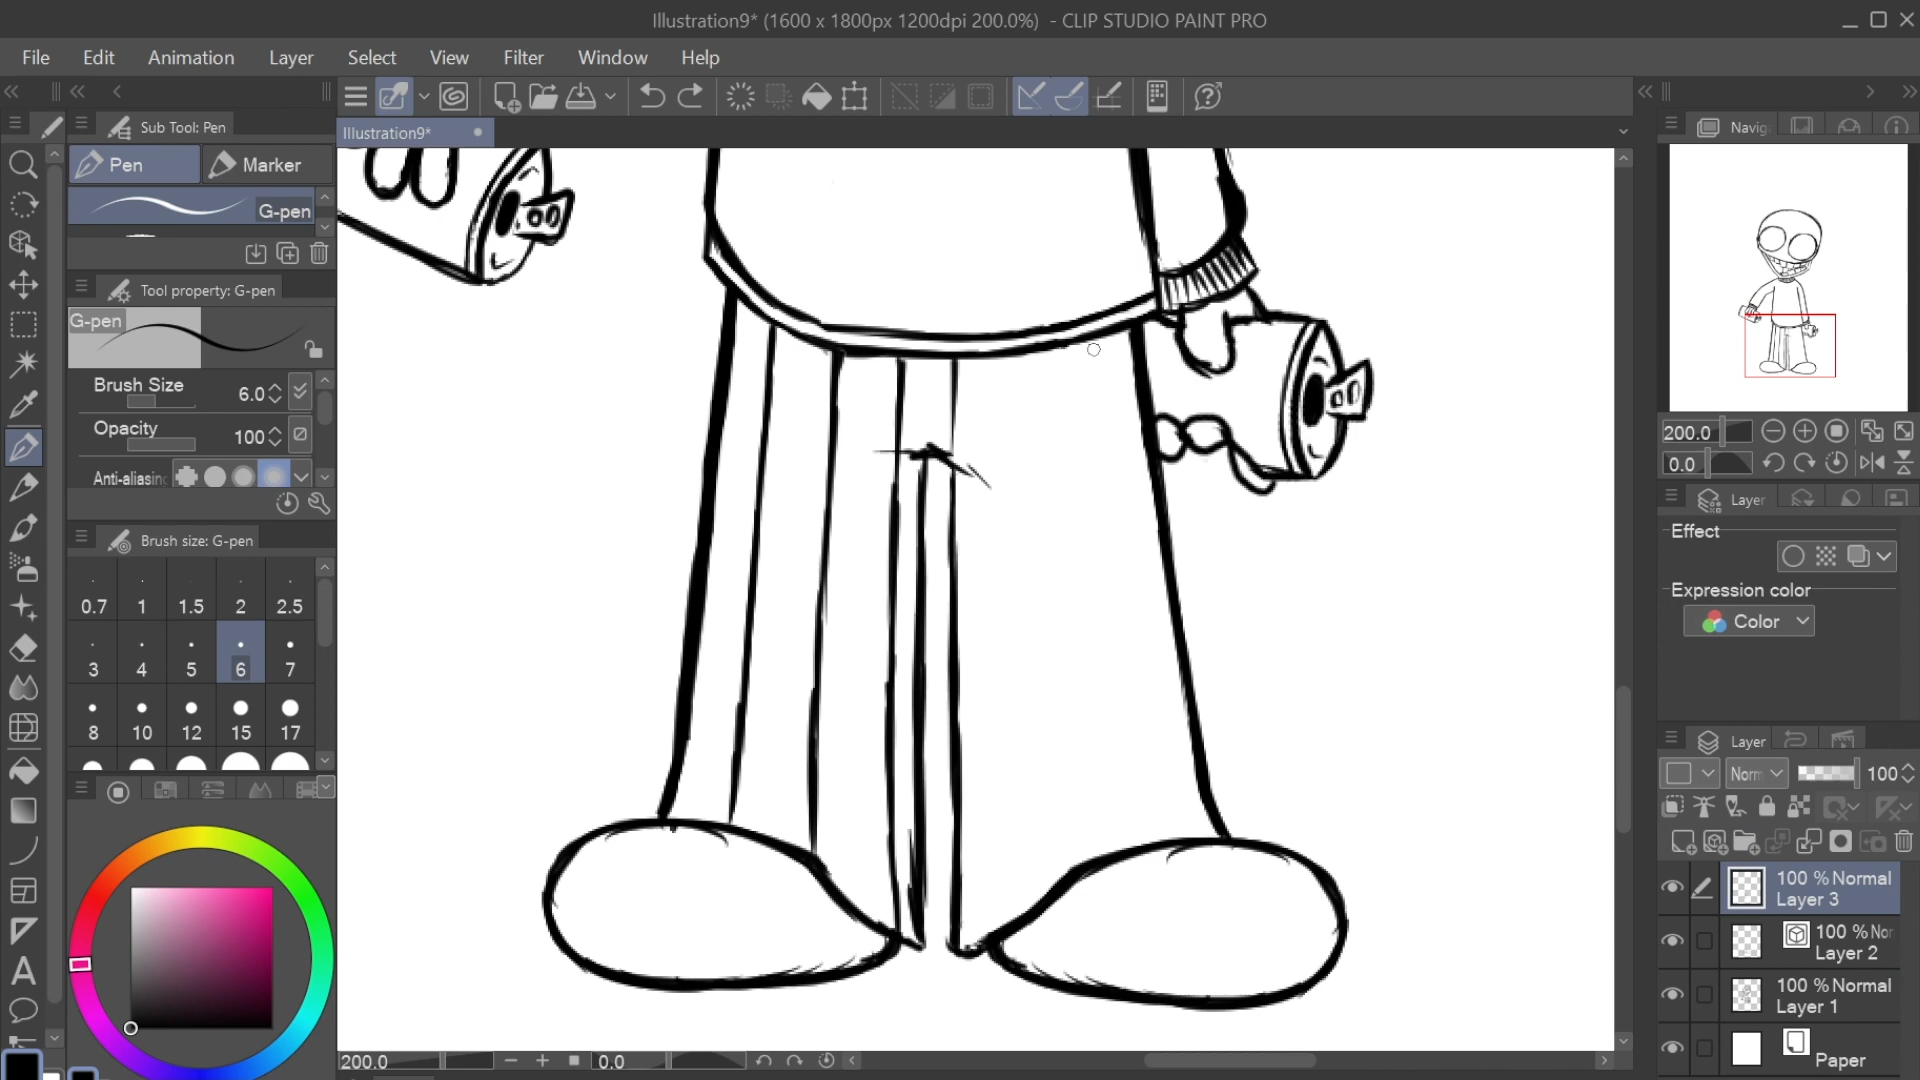 Illustration9* (1600 x 1800px 1200dpi 200.0%) - CLIP STUDIO PAINT PRO
File Edit Animation Layer Select View Filter Window Help
Sub Tool: Pen
Illustration9*
Navig
Pen Marker
G-pen
Tool property: G-pen
G-pen
Brush Size 6.0
Opacity 100
Anti-aliasing
Brush size: G-pen
0.7 1 1.5 2 2.5
3 4 5 6 7
8 10 12 15 17
200.0
0.0
Layer
Effect
Expression color
Color
Layer
Norm 100
100 % Normal
Layer 3
100 % Nor
Layer 2
100 % Normal
Layer 1
Paper
A
200.0 0.0